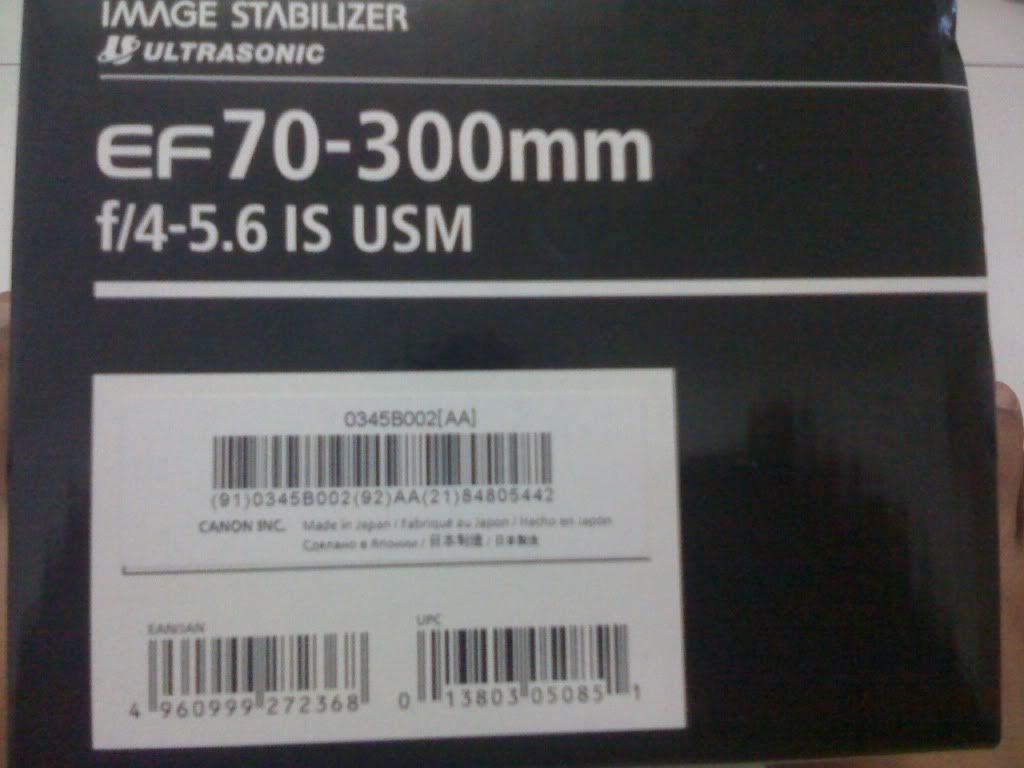 IMAGE STABILIZER
ULTRASONIC
EF70-300mm
f/4-5.6 IS USM
0345B002[AA]
(91)0345B002(92)AA(21)84805442
CANON INC. Made in Japan / Fabriqué au Japon / Hecho en Japón
Сделано в Японии / 日本制造 / 日本製造
EAN/JAN
UPC
4 960999 272368
0 13803 05085 1